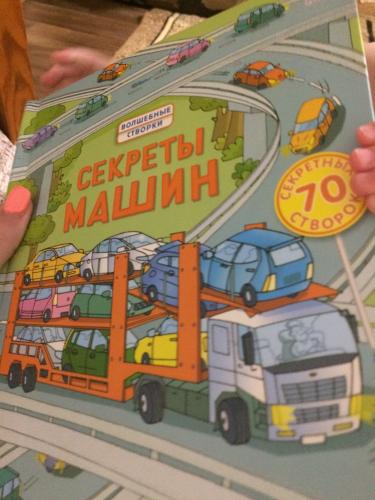 ВОЛШЕБНЫЕ
СТВОРКИ
СЕКРЕТЫ
МАШИН
СЕКРЕТНЫХ
70
СТВОРОК